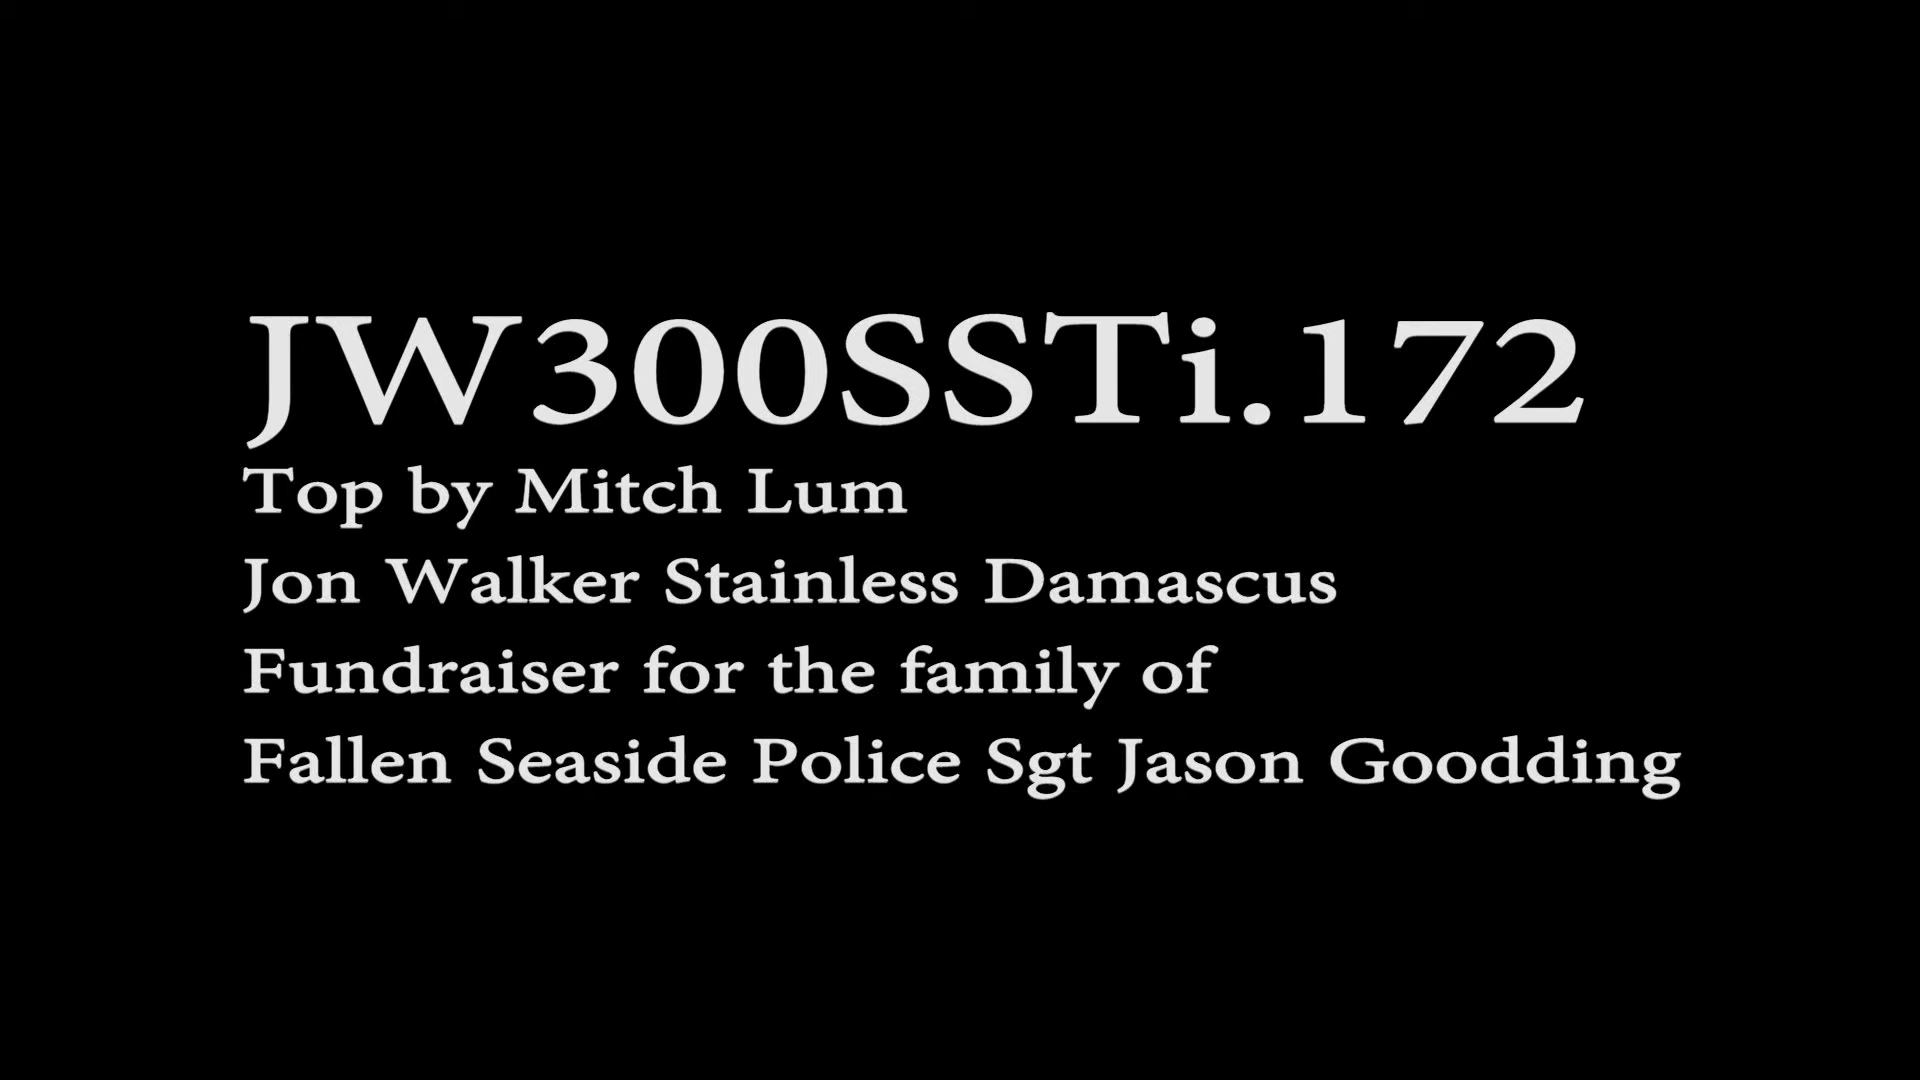 JW300SSTi.172
Top by Mitch Lum
Jon Walker Stainless Damascus
Fundraiser for the family of
Fallen Seaside Police Sgt Jason Goodding